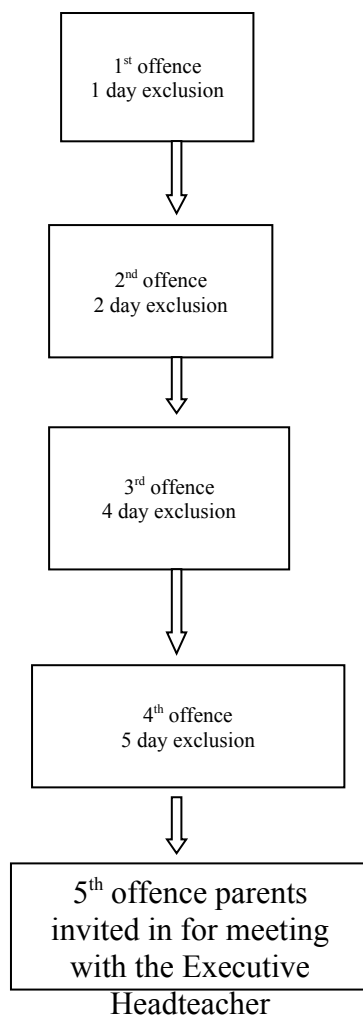 1st offence
1 day exclusion
2nd offence
2 day exclusion
3rd offence
4 day exclusion
4th offence
5 day exclusion
5th offence parents
invited in for meeting
with the Executive
Headteacher